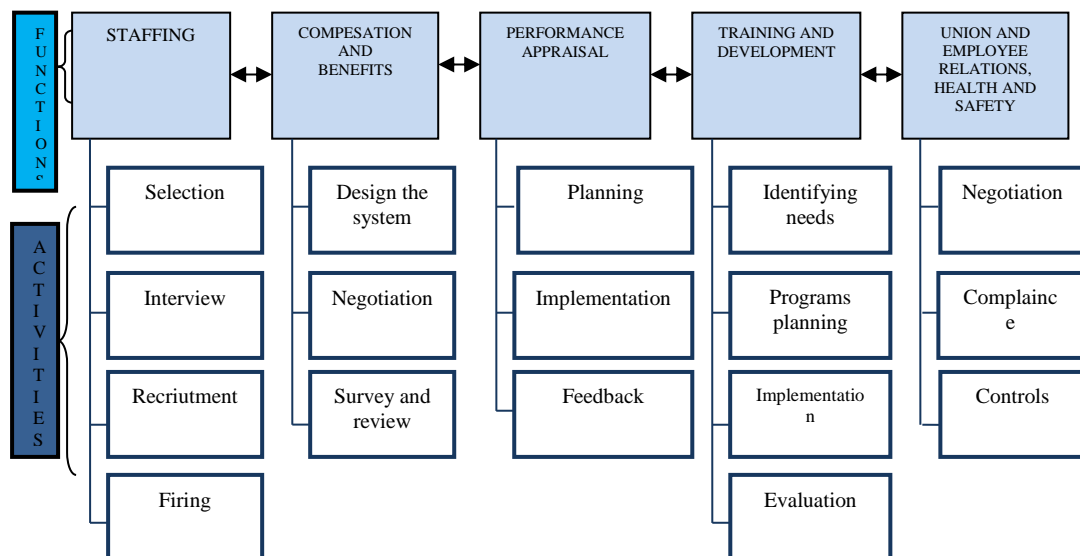 FUNCTIONS
STAFFING
COMPESATION
AND
BENEFITS
PERFORMANCE
APPRAISAL
TRAINING AND
DEVELOPMENT
UNION AND
EMPLOYEE
RELATIONS,
HEALTH AND
SAFETY
ACTIVITIES
Selection
Design the
system
Planning
Identifying
needs
Negotiation
Interview
Negotiation
Implementation
Programs
planning
Complainc
e
Recriutment
Survey and
review
Feedback
Implementatio
n
Controls
Firing
Evaluation